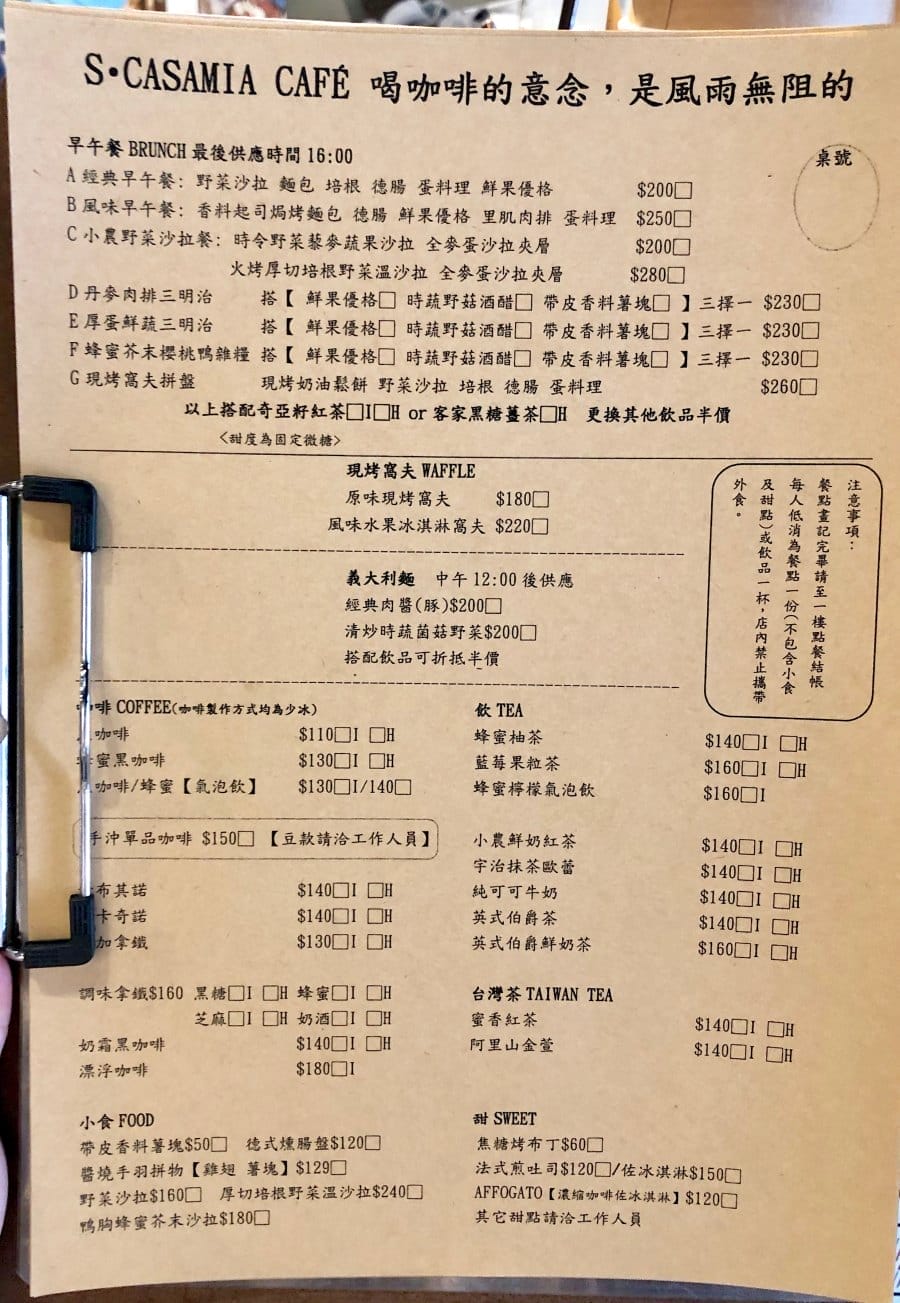 S•CASAMIA CAFÉ 喝咖啡的意念，是風雨無阻的
桌號
早午餐 BRUNCH 最後供應時間 16:00
A 經典早午餐: 野菜沙拉 麵包 培根 德腸 蛋料理 鮮果優格 $200□
B 風味早午餐: 香料起司焗烤麵包 德腸 鮮果優格 里肌肉排 蛋料理 $250□
C 小農野菜沙拉餐: 時令野菜藜麥蔬果沙拉 全麥蛋沙拉夾層 $200□
火烤厚切培根野菜溫沙拉 全麥蛋沙拉夾層 $280□
D 丹麥肉排三明治 搭【 鮮果優格□ 時蔬野菇酒醋□ 帶皮香料薯塊□ 】三擇一 $230□
E 厚蛋鮮蔬三明治 搭【 鮮果優格□ 時蔬野菇酒醋□ 帶皮香料薯塊□ 】三擇一 $230□
F 蜂蜜芥末櫻桃鴨雜糧 搭【 鮮果優格□ 時蔬野菇酒醋□ 帶皮香料薯塊□ 】三擇一 $230□
G 現烤窩夫拼盤 現烤奶油鬆餅 野菜沙拉 培根 德腸 蛋料理 $260□
以上搭配奇亞籽紅茶□I□H or 客家黑糖薑茶□H 更換其他飲品半價
<甜度為固定微糖>
現烤窩夫 WAFFLE
原味現烤窩夫 $180□
風味水果冰淇淋窩夫 $220□
注意事項：
餐點畫記完畢請至一樓點餐結帳
每人低消為餐點一份(不包含小食
及甜點)或飲品一杯，店內禁止攜帶
外食。
義大利麵 中午 12:00 後供應
經典肉醬(豚)$200□
清炒時蔬菌菇野菜$200□
搭配飲品可折抵半價
啡 COFFEE(咖啡製作方式均為少冰)
咖啡 $110□I □H
蜜黑咖啡 $130□I □H
咖啡/蜂蜜【氣泡飲】 $130□I/140□
手沖單品咖啡 $150□ 【豆款請洽工作人員】
布其諾 $140□I □H
卡奇諾 $140□I □H
加拿鐵 $130□I □H
調味拿鐵$160 黑糖□I □H 蜂蜜□I □H
芝麻□I □H 奶酒□I □H
奶霜黑咖啡 $140□I □H
漂浮咖啡 $180□I
飲 TEA
蜂蜜柚茶 $140□I □H
藍莓果粒茶 $160□I □H
蜂蜜檸檬氣泡飲 $160□I
小農鮮奶紅茶 $140□I □H
宇治抹茶歐蕾 $140□I □H
純可可牛奶 $140□I □H
英式伯爵茶 $140□I □H
英式伯爵鮮奶茶 $160□I □H
台灣茶 TAIWAN TEA
蜜香紅茶 $140□I □H
阿里山金萱 $140□I □H
小食 FOOD
帶皮香料薯塊$50□ 德式燻腸盤$120□
醬燒手羽拼物【雞翅 薯塊】$129□
野菜沙拉$160□ 厚切培根野菜溫沙拉$240□
鴨胸蜂蜜芥末沙拉$180□
甜 SWEET
焦糖烤布丁$60□
法式煎吐司$120□/佐冰淇淋$150□
AFFOGATO【濃縮咖啡佐冰淇淋】$120□
其它甜點請洽工作人員